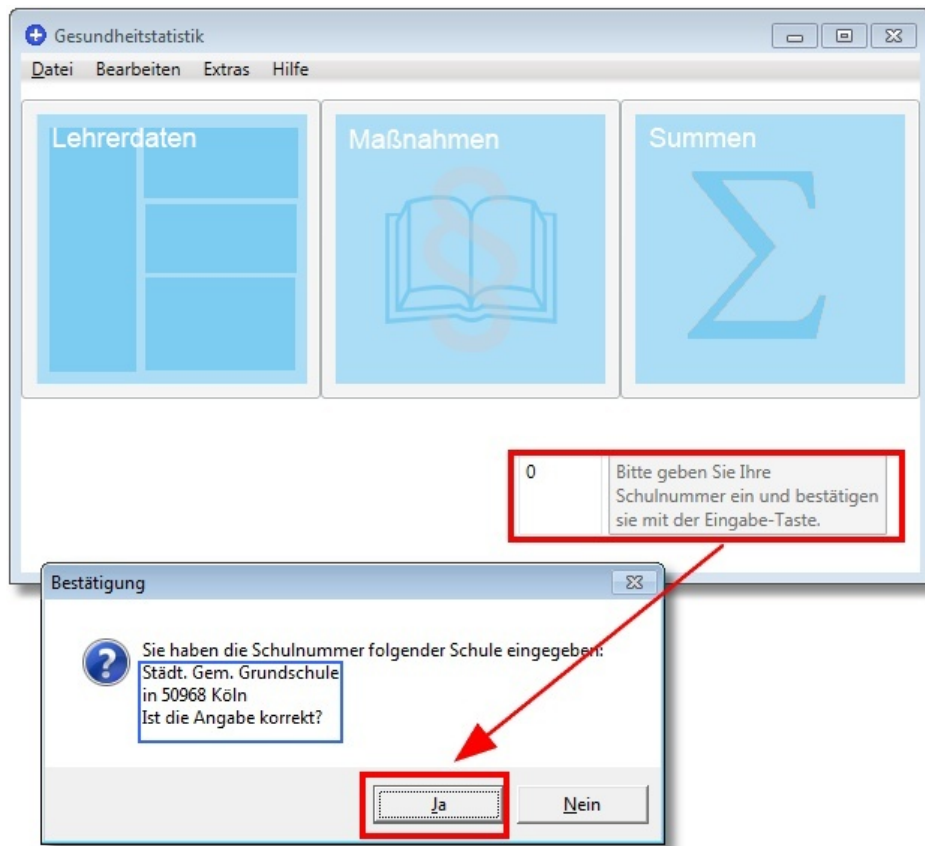 Gesundheitstatistik
Datei Bearbeiten Extras Hilfe
Lehrerdaten
Maßnahmen
Summen
0
Bitte geben Sie Ihre
Schulnummer ein und bestätigen
sie mit der Eingabe-Taste.
Bestätigung
Sie haben die Schulnummer folgender Schule eingegeben:
Städt. Gem. Grundschule
in 50968 Köln
Ist die Angabe korrekt?
Ja
Nein